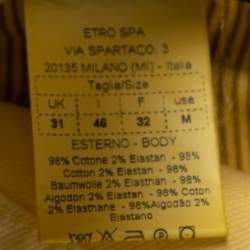 ETRO SPA
VIA SPARTACO, 3
20135 MILANO (MI) - Italia
Taglia/Size
UK I F USA
31 46 32 M
ESTERNO - BODY
98% Cotone 2% Elastan - 98%
Cotton 2% Elastan - 98%
Baumwolle 2% Elasthan - 98%
Algodon 2% Elastan - 98%
Cotton 2% Elasthane - 98% Algodão 2%
Elastano